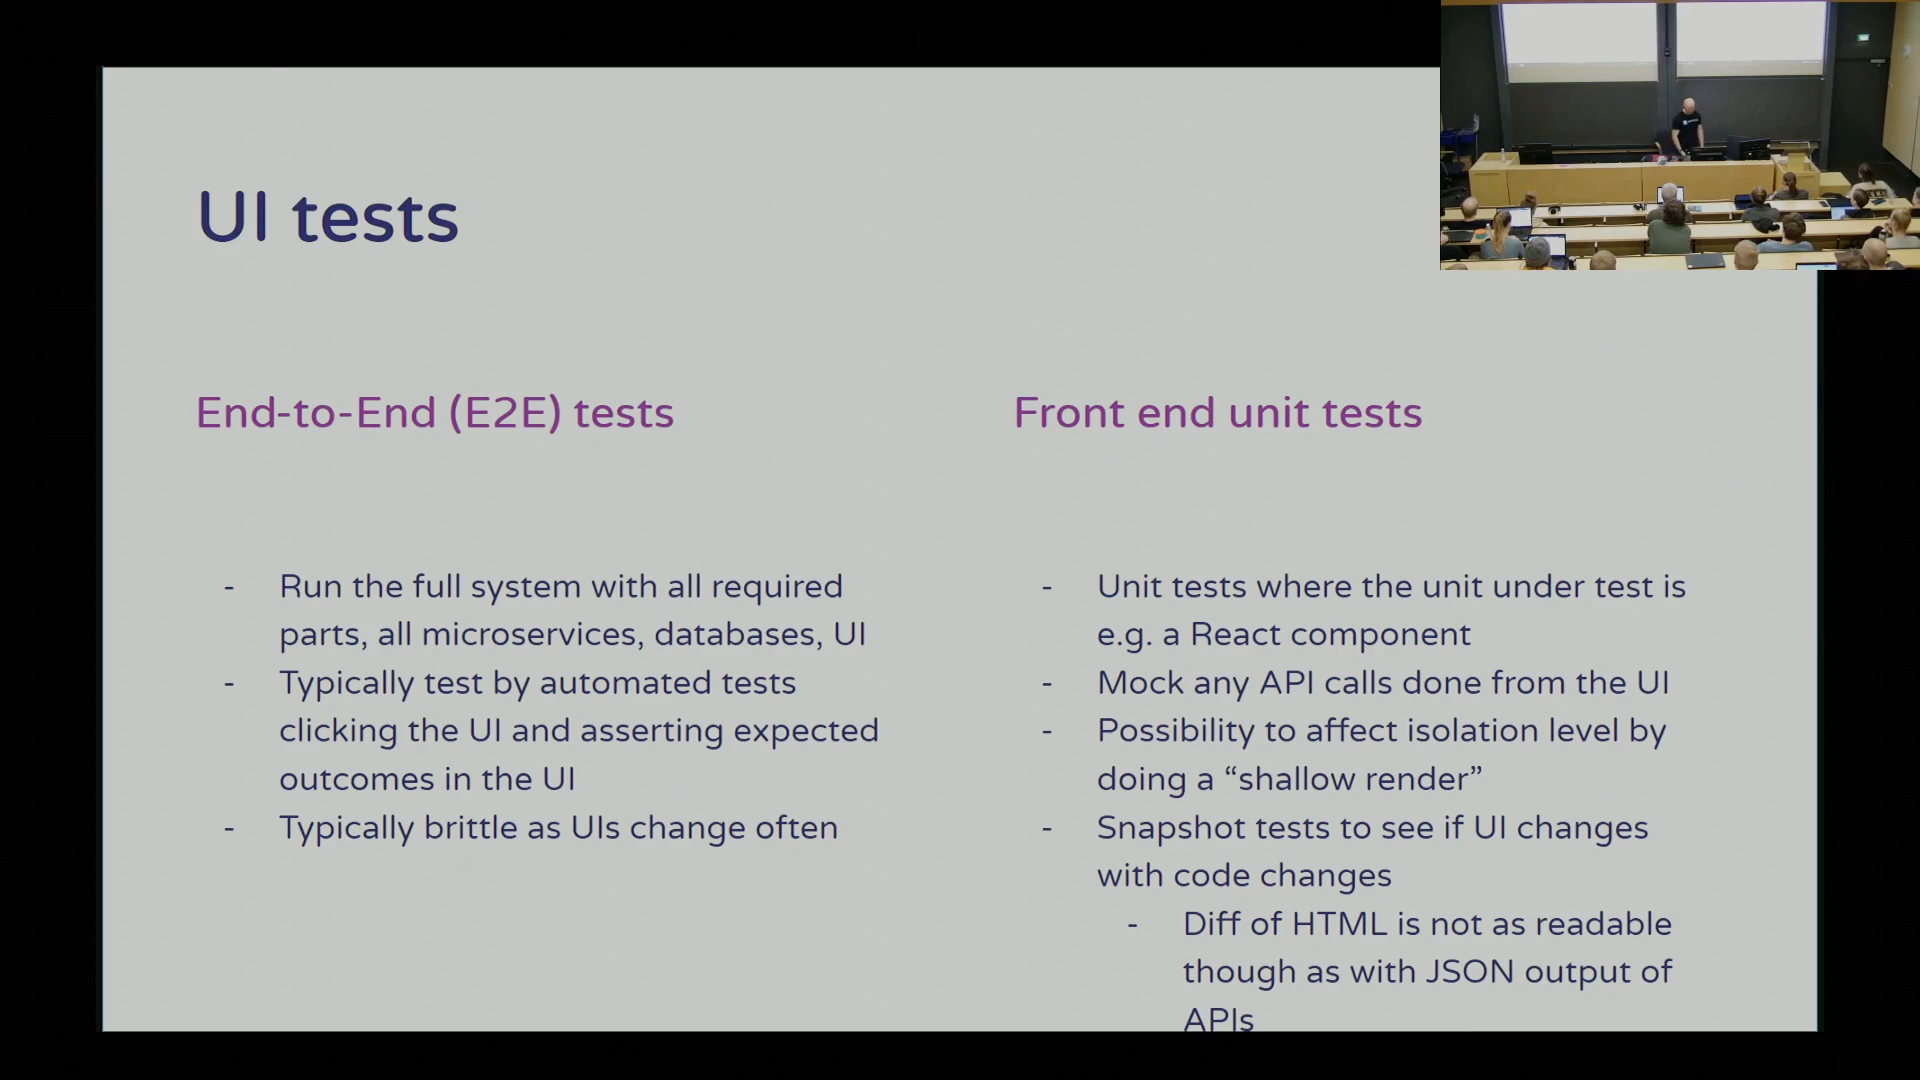 UI tests
End-to-End (E2E) tests
- Run the full system with all required
parts, all microservices, databases, UI
- Typically test by automated tests
clicking the UI and asserting expected
outcomes in the UI
- Typically brittle as UIs change often
Front end unit tests
- Unit tests where the unit under test is
e.g. a React component
- Mock any API calls done from the UI
- Possibility to affect isolation level by
doing a “shallow render”
- Snapshot tests to see if UI changes
with code changes
- Diff of HTML is not as readable
though as with JSON output of
APIs